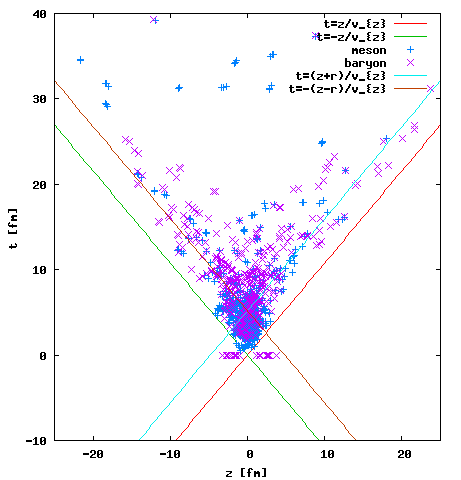 40
30
20
10
0
-10
-20
-10
0
10
20
t [fm]
z [fm]
t=z/v_{z}
t=-z/v_{z}
meson
baryon
t=(z+r)/v_{z}
t=-(z-r)/v_{z}